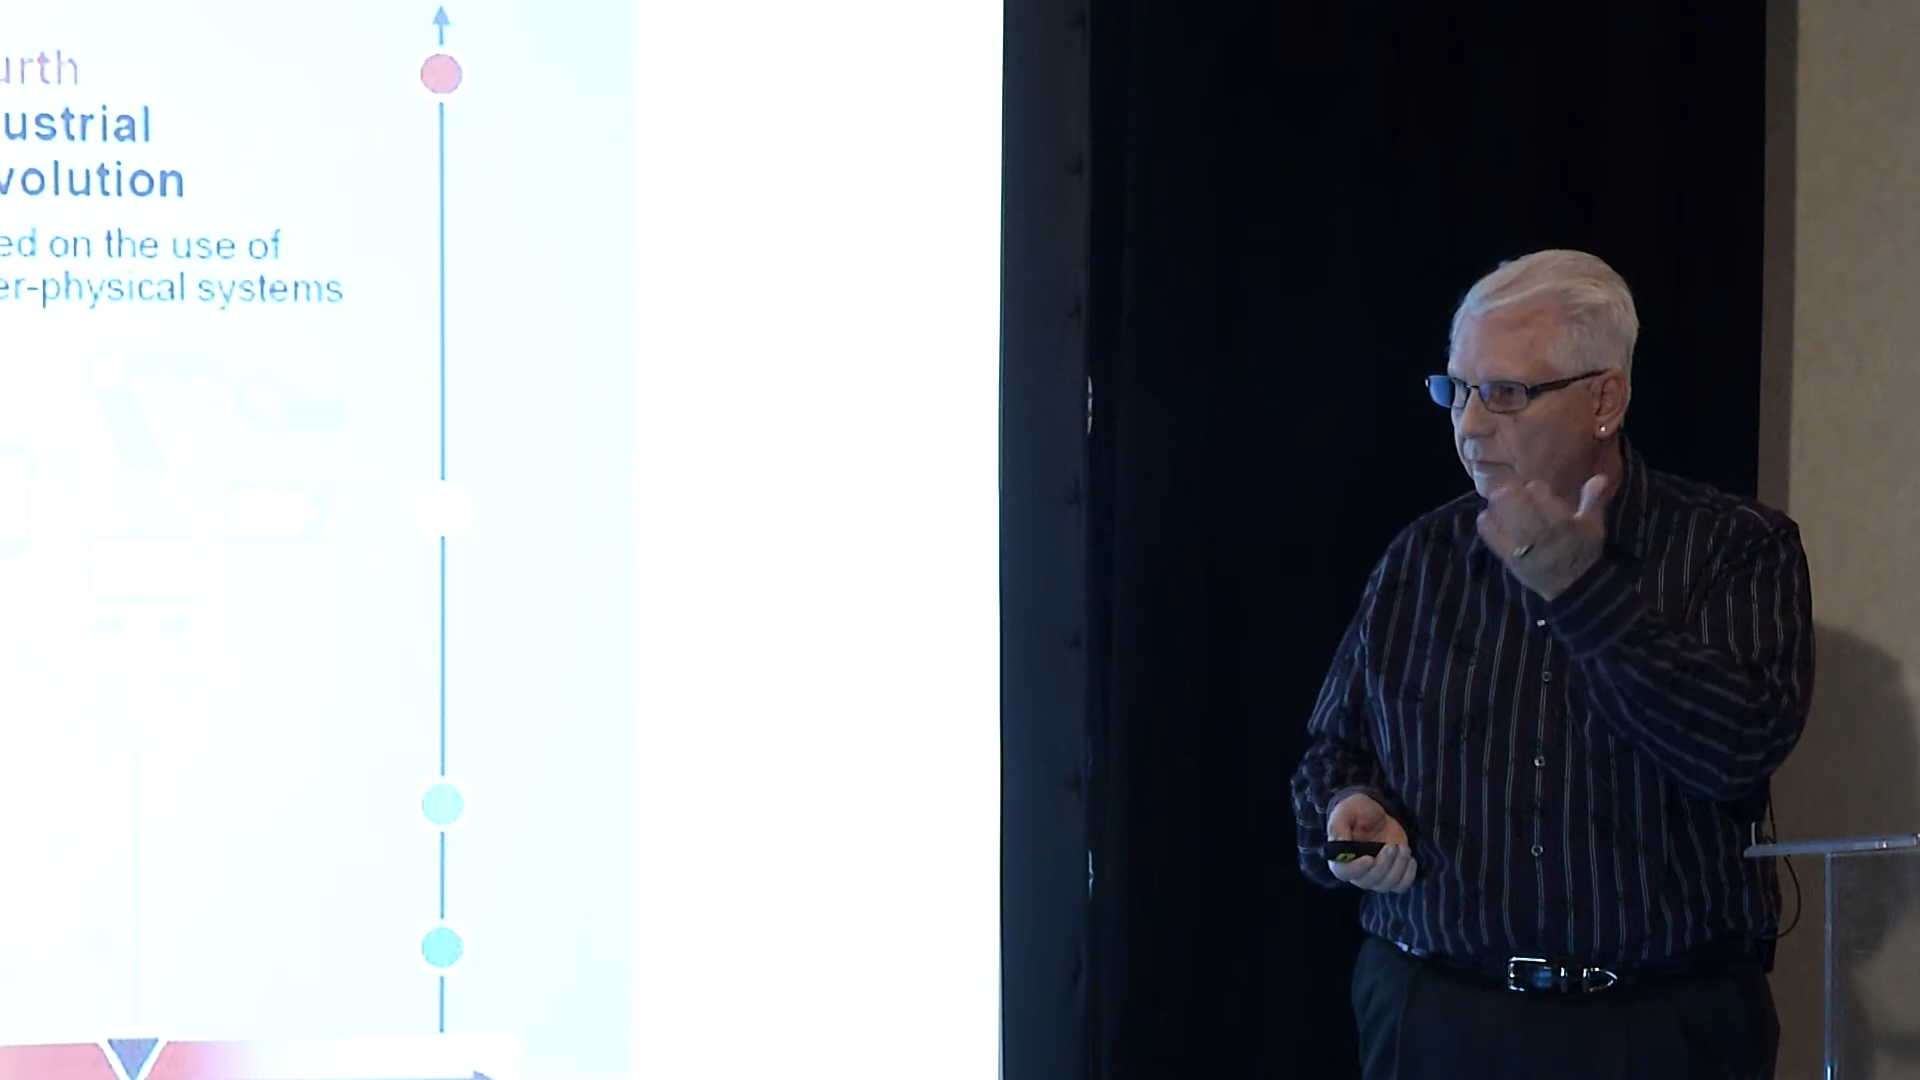 urth
ustrial
volution
ed on the use of
er-physical systems